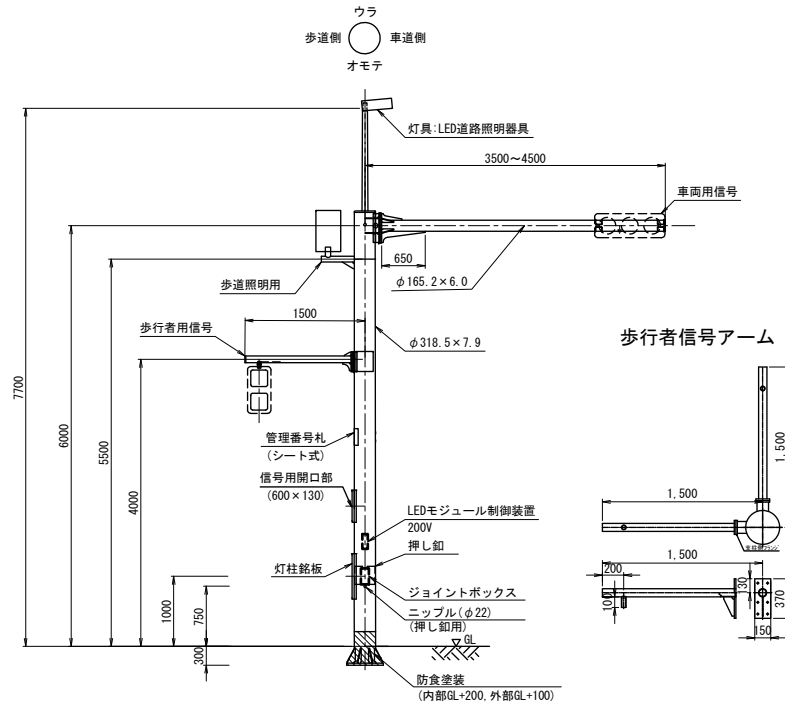 ウラ
歩道側
車道側
オモテ
灯具:LED道路照明器具
3500～4500
車両用信号
650
φ165.2×6.0
歩道照明用
1500
歩行者用信号
φ318.5×7.9
歩行者信号アーム
7700
6000
5500
4000
管理番号札
(シート式)
信号用開口部
(600×130)
LEDモジュール制御装置
200V
押し釦
灯柱銘板
ジョイントボックス
ニップル(φ22)
(押し釦用)
1000
750
300
GL
防食塗装
(内部GL+200, 外部GL+100)
1,500
1,500
1,500
200
100
130
370
150